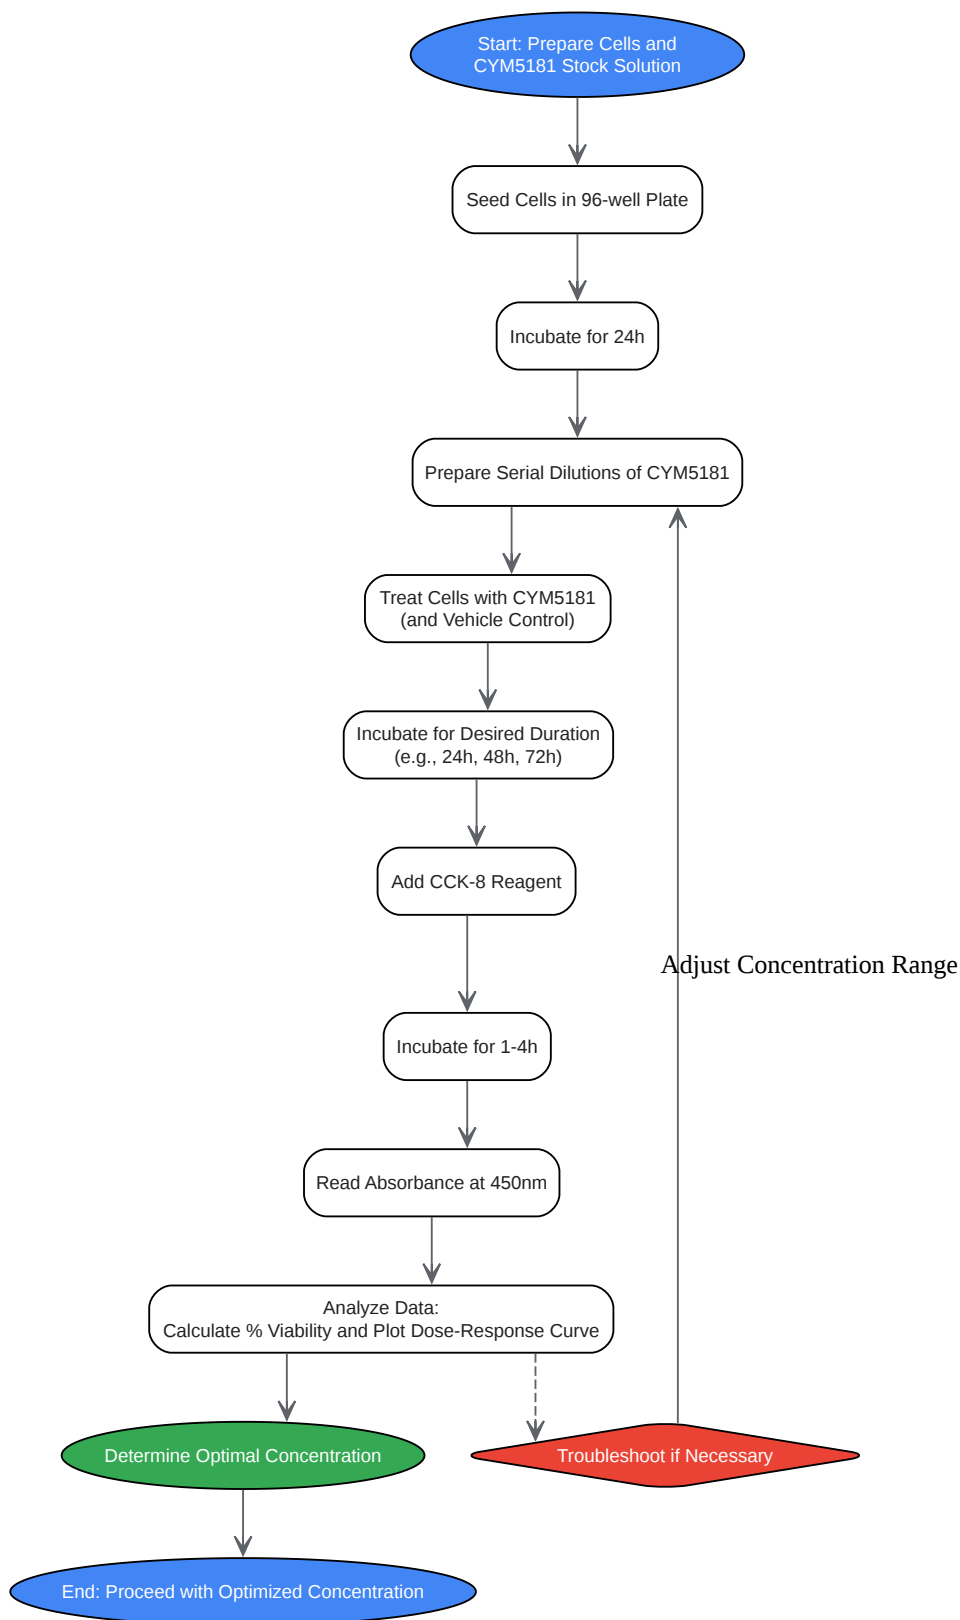 Start: Prepare Cells and
CYM5181 Stock Solution
Seed Cells in 96-well Plate
Incubate for 24h
Prepare Serial Dilutions of CYM5181
Treat Cells with CYM5181
(and Vehicle Control)
Incubate for Desired Duration
(e.g., 24h, 48h, 72h)
Add CCK-8 Reagent
Adjust Concentration Range
Incubate for 1-4h
Read Absorbance at 450nm
Analyze Data:
Calculate % Viability and Plot Dose-Response Curve
Determine Optimal Concentration
Troubleshoot if Necessary
End: Proceed with Optimized Concentration